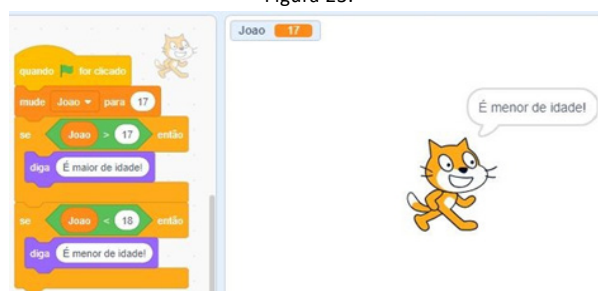 Figura 23.
quando for clicado
mude Joao para 17
se Joao > 17 então
diga É maior de idade!
se Joao < 18 então
diga É menor de idade!
Joao 17
É menor de idade!